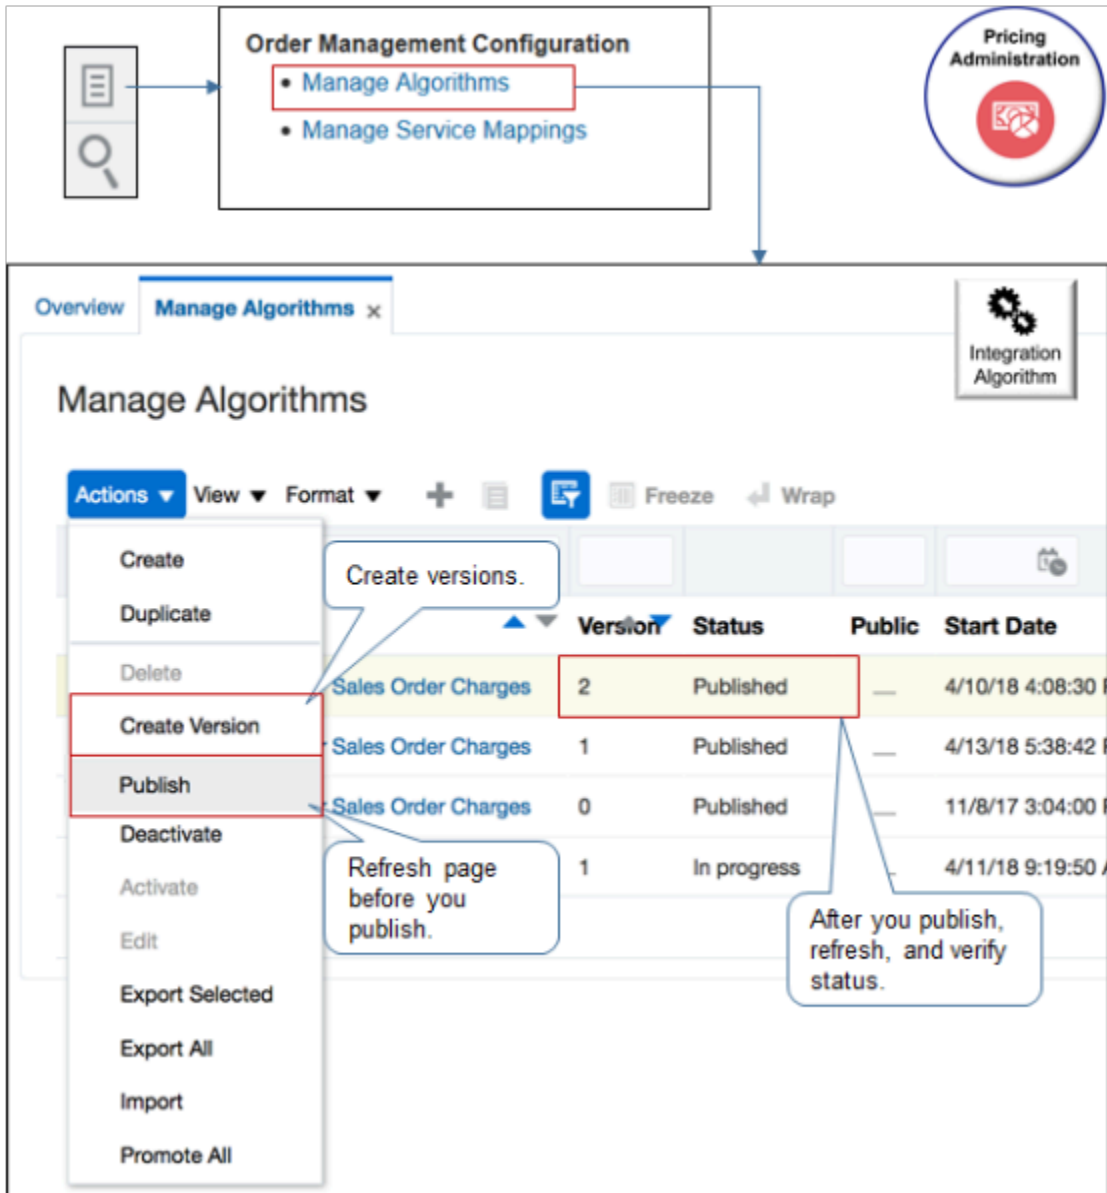 Order Management Configuration
• Manage Algorithms
• Manage Service Mappings
Pricing
Administration
Overview
Manage Algorithms x
Integration
Algorithm
Manage Algorithms
Actions ▼ View ▼ Format ▼ Freeze Wrap
Create
Duplicate
Delete
Create Version
Publish
Deactivate
Activate
Edit
Export Selected
Export All
Import
Promote All
Create versions.
Version Status Public Start Date
Sales Order Charges 2 Published 4/10/18 4:08:30
Sales Order Charges 1 Published 4/13/18 5:38:42
Sales Order Charges 0 Published 11/8/17 3:04:00
1 In progress 4/11/18 9:19:50
Refresh page
before you
publish.
After you publish,
refresh, and verify
status.